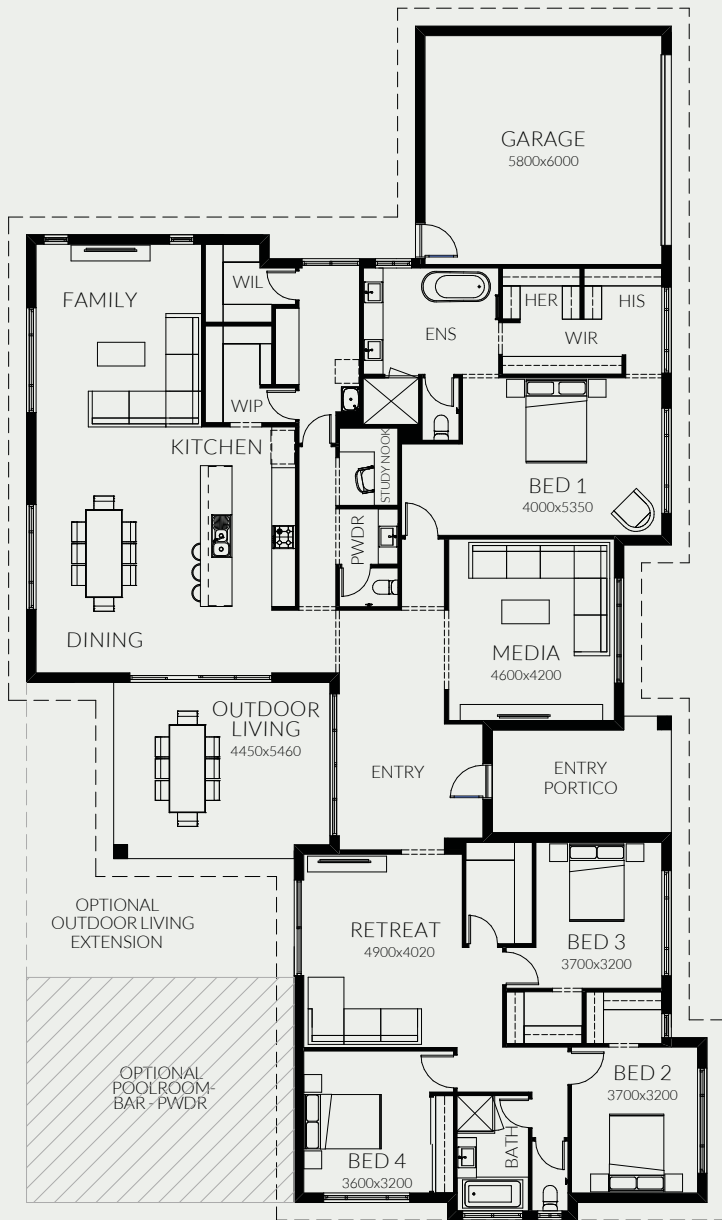 GARAGE
5800x6000
FAMILY
WIL
WIP
KITCHEN
ENS
HER
HIS
WIR
STUDY NOOK
BED 1
4000x5350
PWDR
DINING
MEDIA
4600x4200
OUTDOOR
LIVING
4450x5460
ENTRY
ENTRY
PORTICO
OPTIONAL
OUTDOOR LIVING
EXTENSION
RETREAT
4900x4020
BED 3
3700x3200
OPTIONAL
POOLROOM-
BAR - PWDR
BED 2
3700x3200
BATH
BED 4
3600x3200